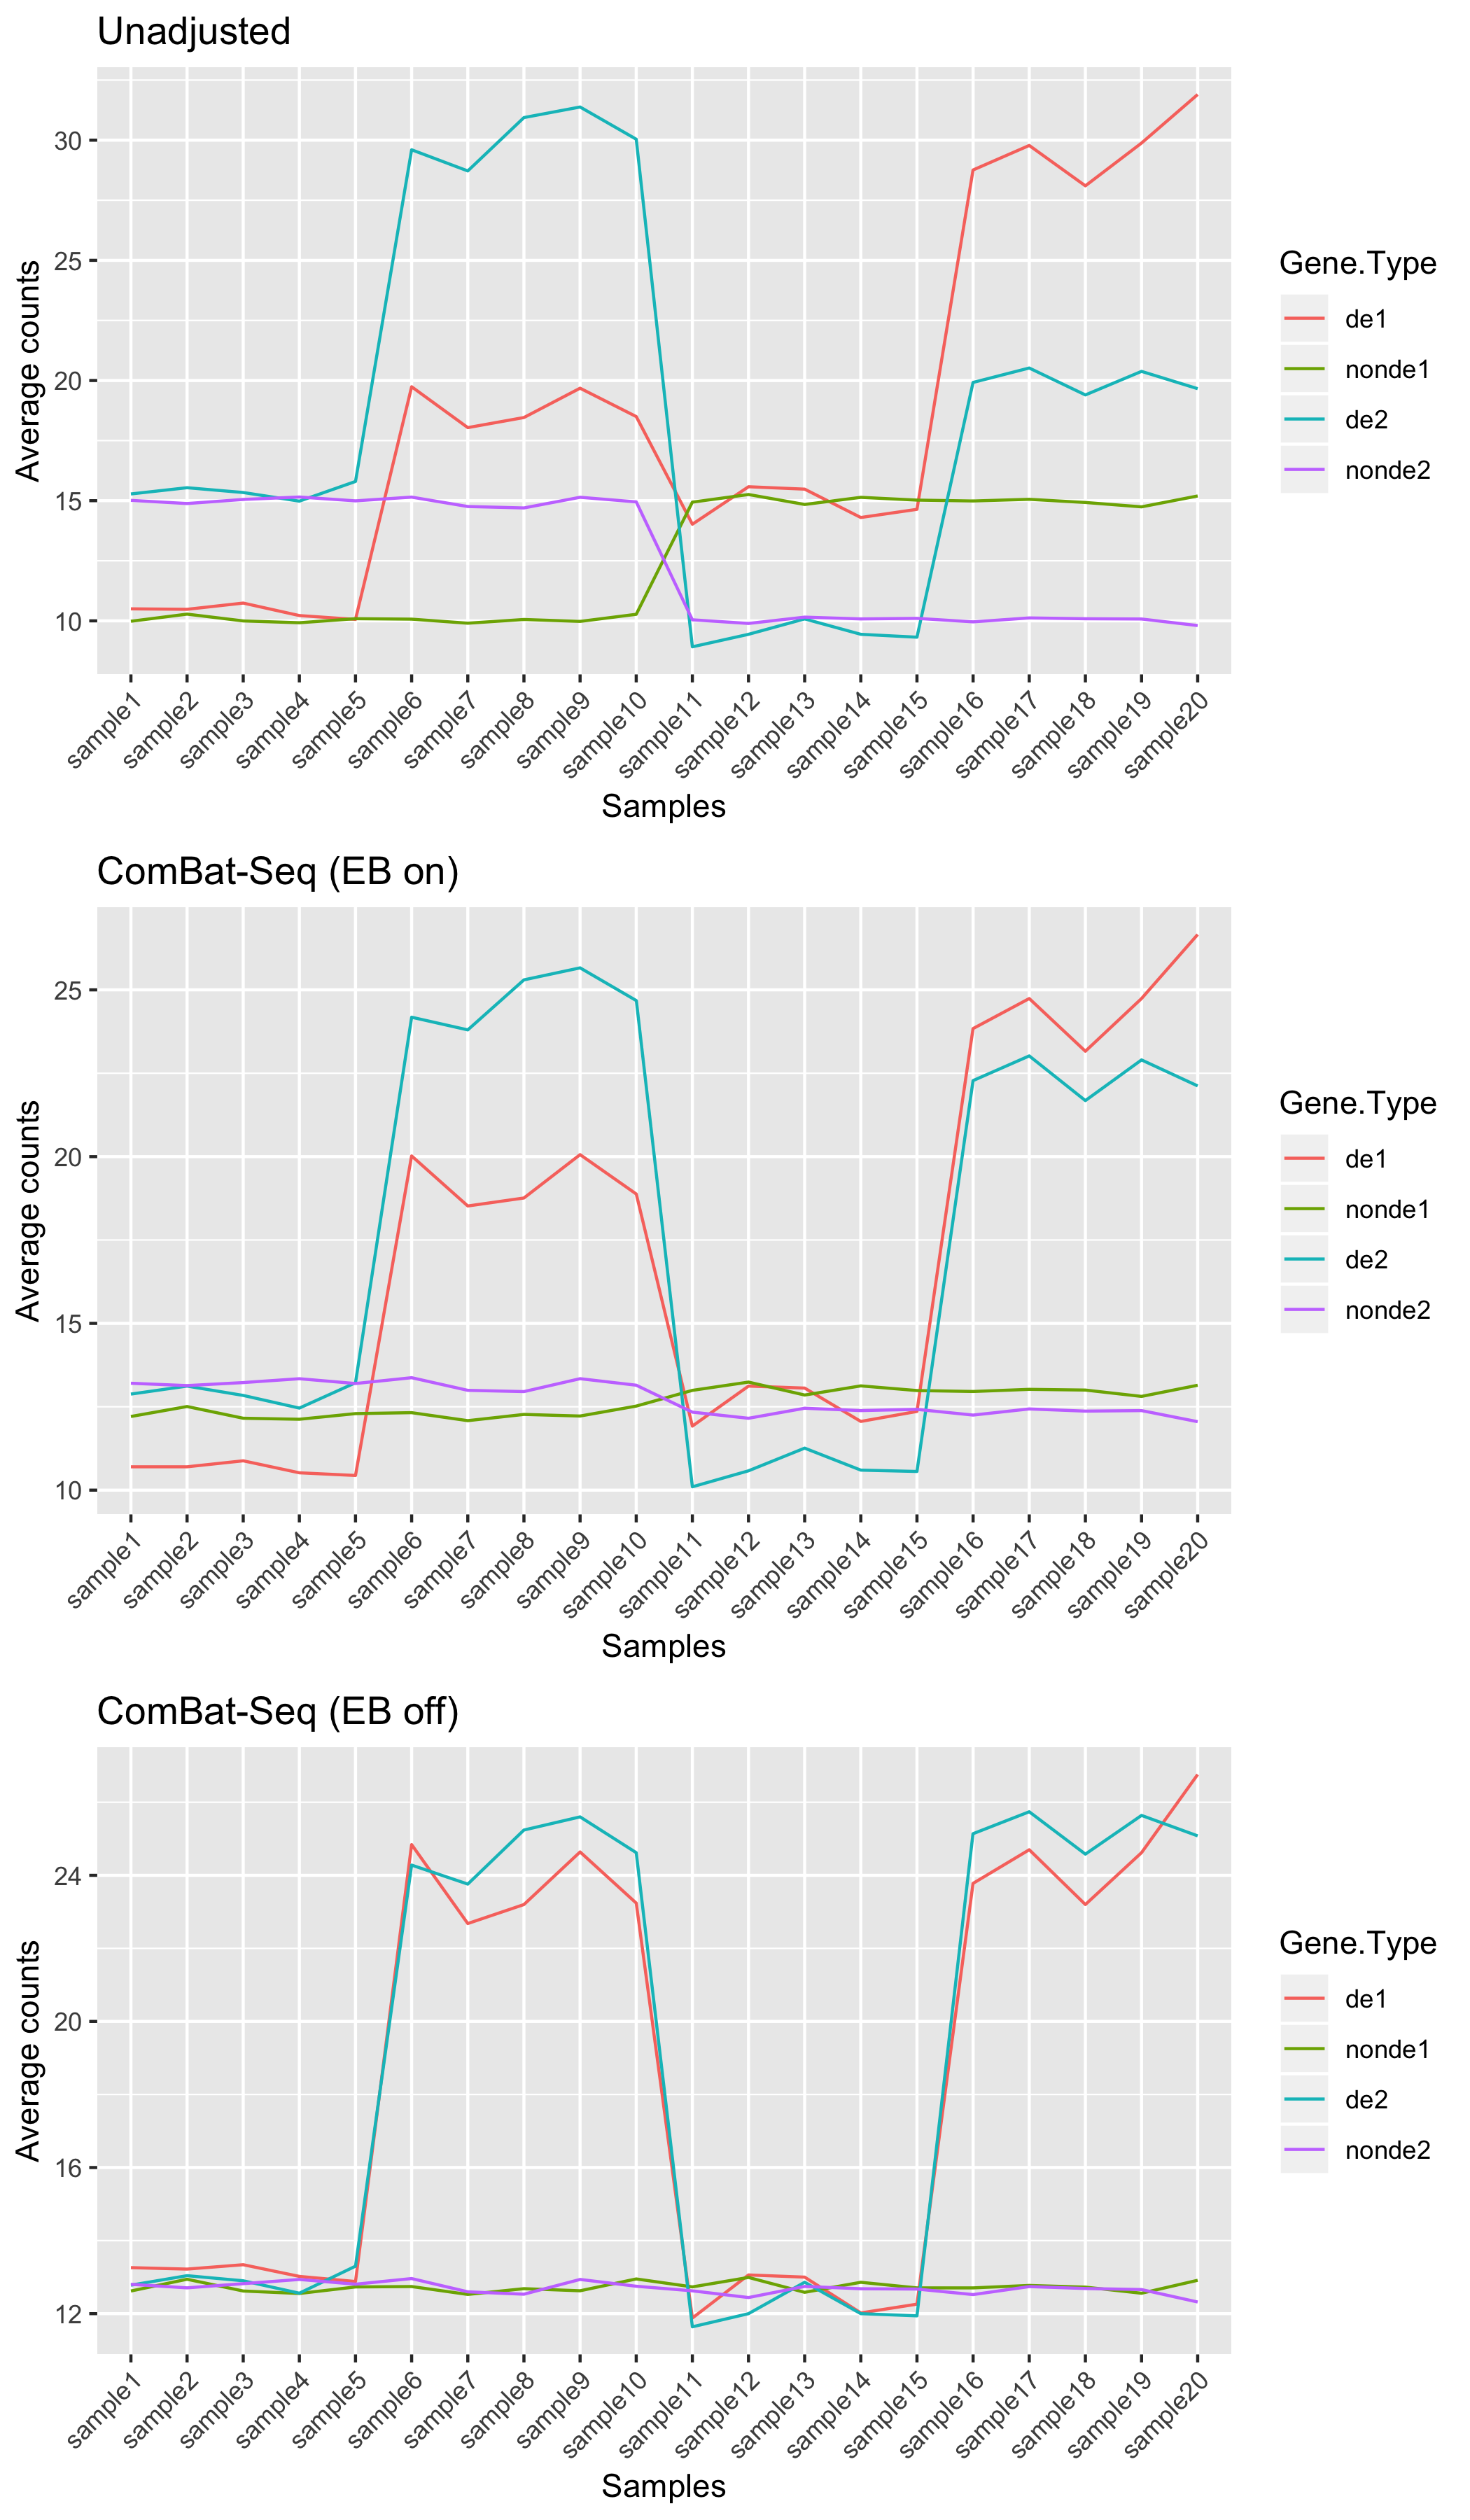 Unadjusted
30
25
20
15
10
Average counts
sample1
sample2
sample3
sample4
sample5
sample6
sample7
sample8
sample9
sample10
sample11
sample12
sample13
sample14
sample15
sample16
sample17
sample18
sample19
sample20
Samples
Gene.Type
de1
nonde1
de2
nonde2
ComBat-Seq (EB on)
25
20
15
10
Average counts
sample1
sample2
sample3
sample4
sample5
sample6
sample7
sample8
sample9
sample10
sample11
sample12
sample13
sample14
sample15
sample16
sample17
sample18
sample19
sample20
Samples
Gene.Type
de1
nonde1
de2
nonde2
ComBat-Seq (EB off)
24
20
16
12
Average counts
sample1
sample2
sample3
sample4
sample5
sample6
sample7
sample8
sample9
sample10
sample11
sample12
sample13
sample14
sample15
sample16
sample17
sample18
sample19
sample20
Samples
Gene.Type
de1
nonde1
de2
nonde2